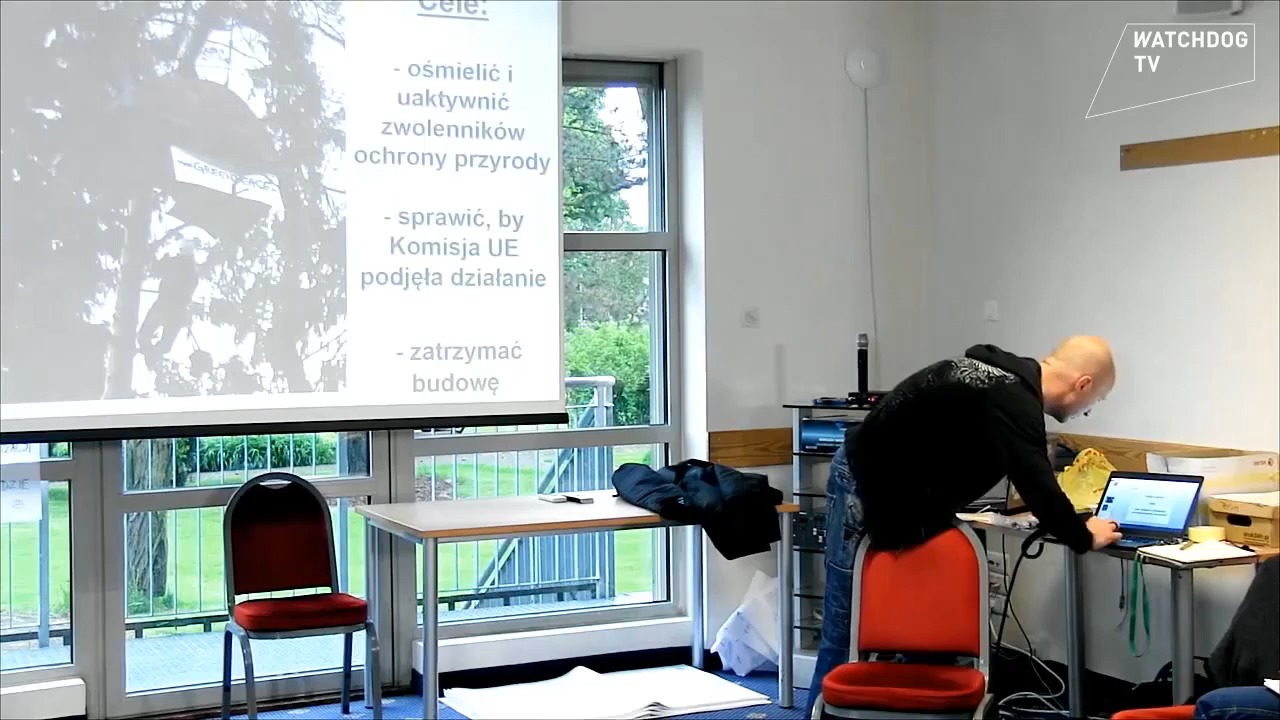 Cele:
- ośmielić i
uaktywnić
zwolenników
ochrony przyrody
- sprawić, by
Komisja UE
podjęła działanie
- zatrzymać
budowę
WATCHDOG
TV